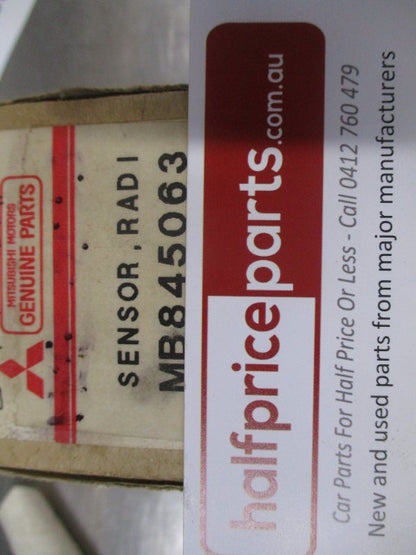 MITSUBISHI MOTORS
GENUINE PARTS
SENSOR, RADI
MB845063
halfpriceparts.com.au
Car Parts For Half Price Or Less - Call 0412 760 479
New and used parts from major manufacturers